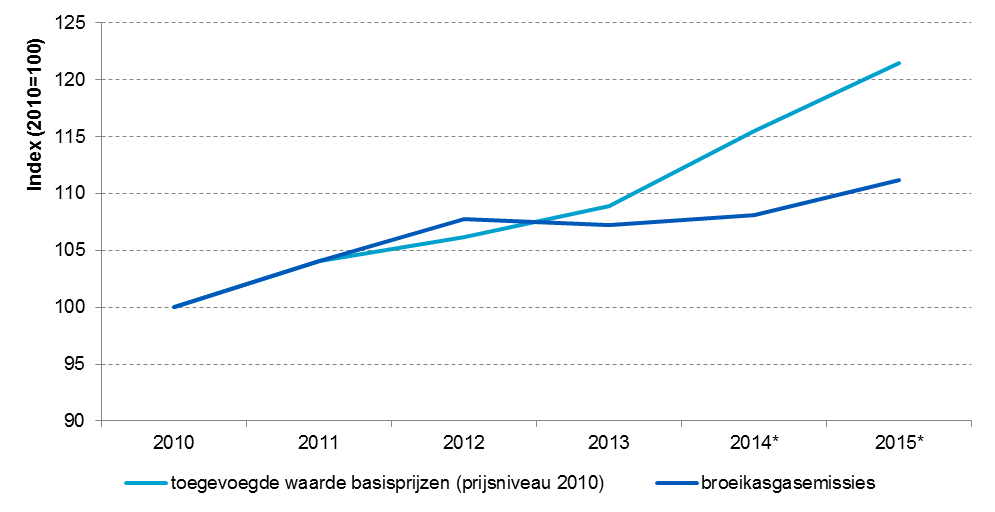 Index (2010=100)
125
120
115
110
105
100
95
90
2010 2011 2012 2013 2014* 2015*
toegevoegde waarde basisprijzen (prijsniveau 2010) broeikasgasemissies